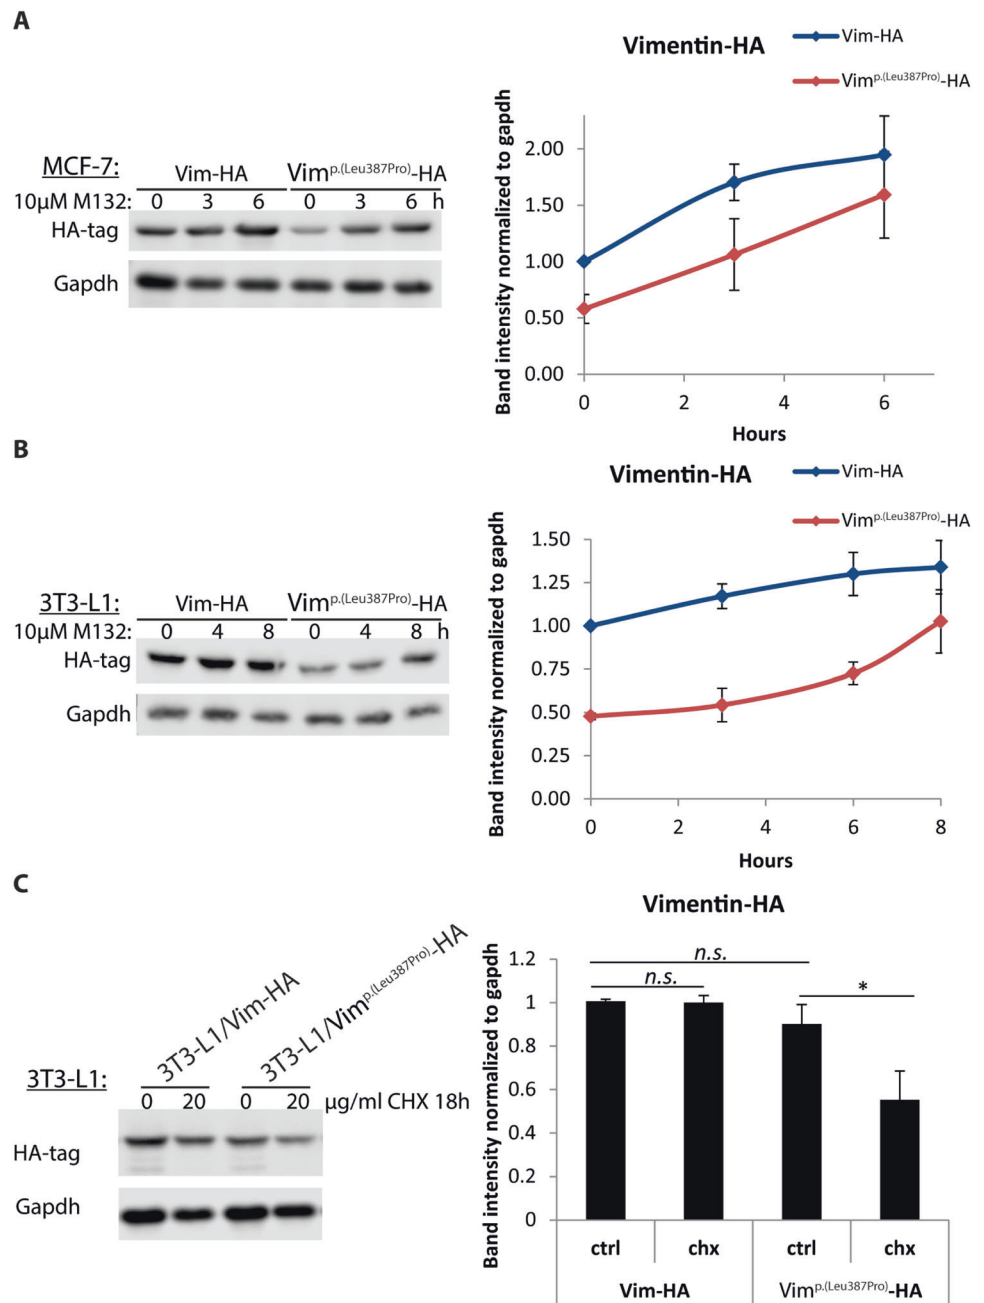 A
Vimentin-HA
Vim-HA
Vimp.(Leu387Pro)-HA
MCF-7:
Vim-HA Vimp.(Leu387Pro)-HA
10μM M132: 0 3 6 0 3 6 h
HA-tag
Gapdh
Band intensity normalized to gapdh
2.00
1.50
1.00
0.50
0.00
0 2 4 6
Hours
B
Vimentin-HA
Vim-HA
Vimp.(Leu387Pro)-HA
3T3-L1:
Vim-HA Vimp.(Leu387Pro)-HA
10μM M132: 0 4 8 0 4 8 h
HA-tag
Gapdh
Band intensity normalized to gapdh
1.50
1.25
1.00
0.75
0.50
0.25
0.00
0 2 4 6 8
Hours
C
Vimentin-HA
3T3-L1/Vim-HA
3T3-L1/Vimp.(Leu387Pro)-HA
3T3-L1:
0 20 0 20 μg/ml CHX 18h
HA-tag
Gapdh
Band intensity normalized to gapdh
1.2
1
0.8
0.6
0.4
0.2
0
n.s.
n.s.
*
ctrl chx ctrl chx
Vim-HA Vimp.(Leu387Pro)-HA